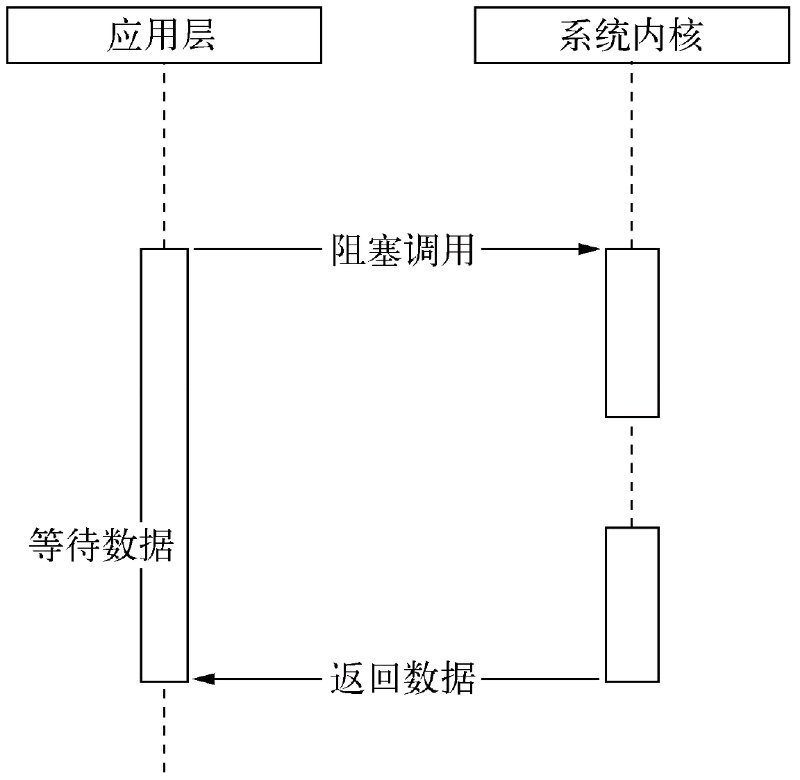 应用层
系统内核
阻塞调用
等待数据
返回数据